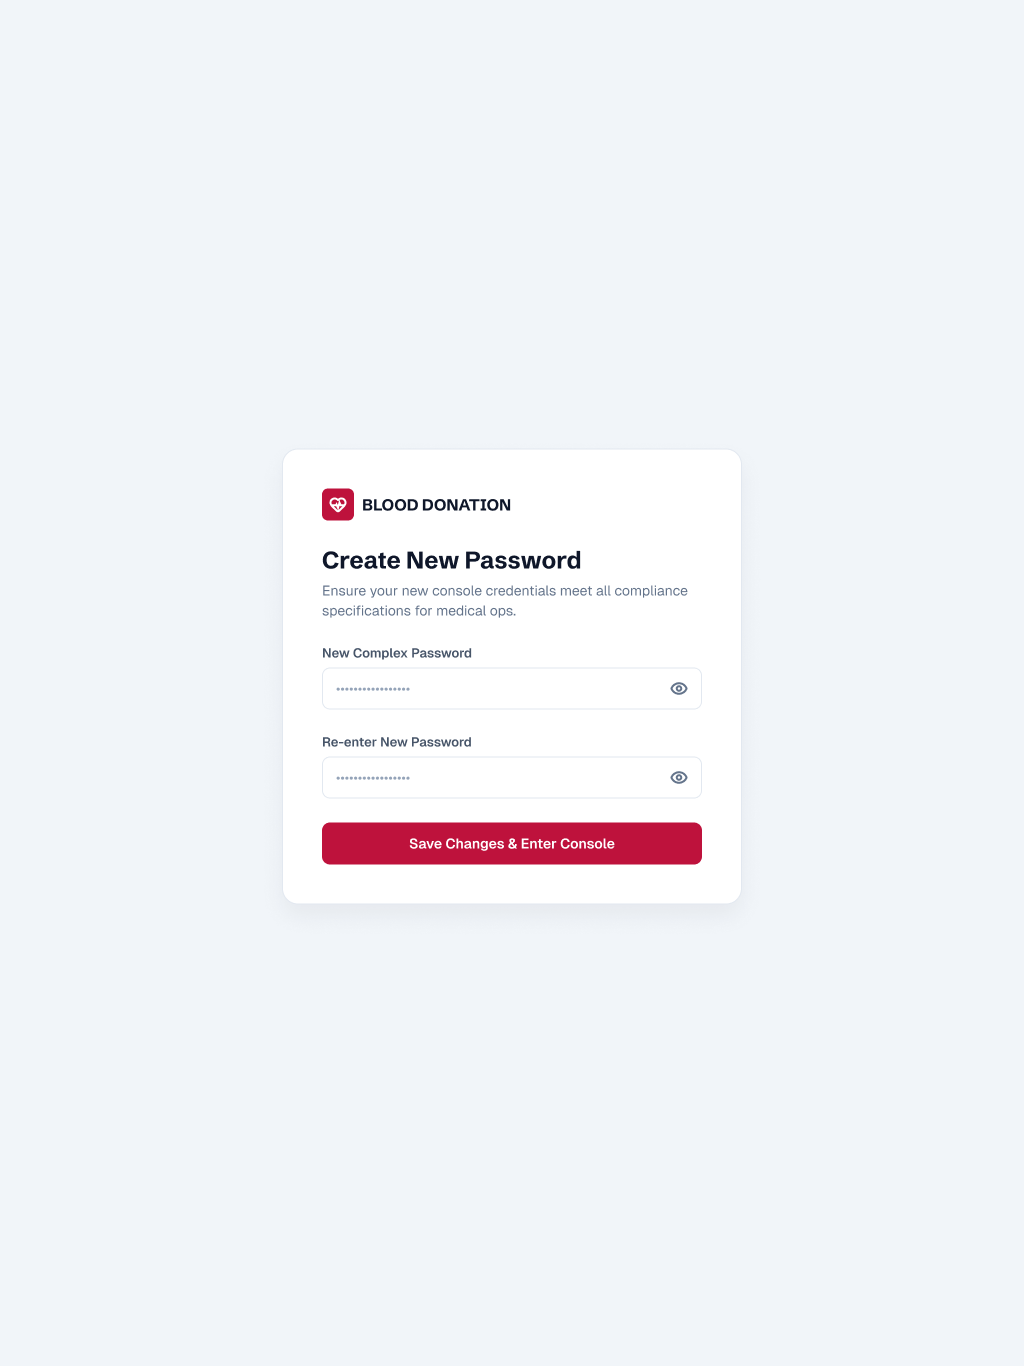 BLOOD DONATION
Create New Password
Ensure your new console credentials meet all compliance
specifications for medical ops.
New Complex Password
•••••••••••••••••
Re-enter New Password
•••••••••••••••••
Save Changes & Enter Console